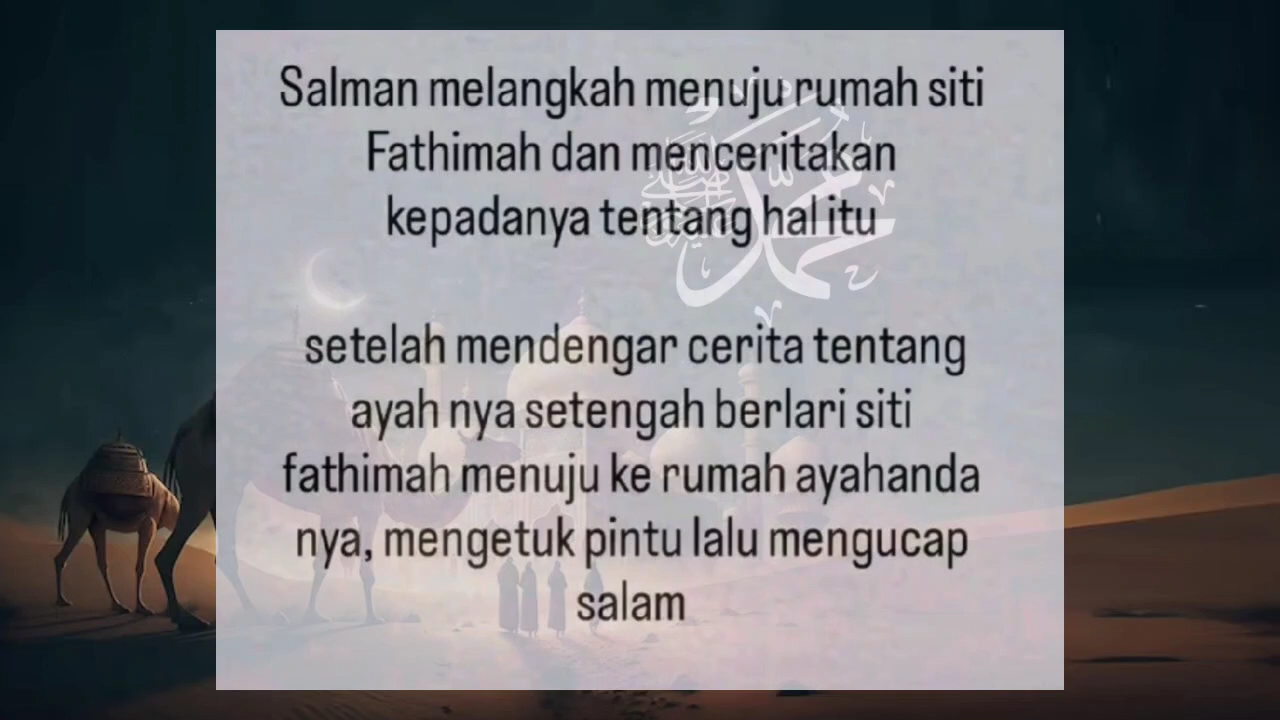 Salman melangkah menuju rumah siti
Fathimah dan menceritakan
kepadanya tentang hal itu
setelah mendengar cerita tentang
ayah nya setengah berlari siti
fathimah menuju ke rumah ayahanda
nya, mengetuk pintu lalu mengucap
salam
محمد